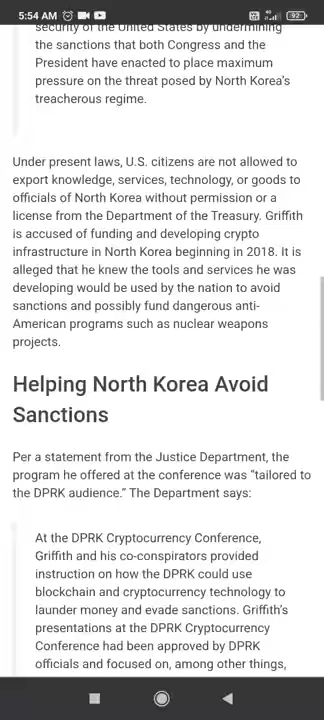 5:54 AM
4G
92
security of the United States by undermining
the sanctions that both Congress and the
President have enacted to place maximum
pressure on the threat posed by North Korea's
treacherous regime.
Under present laws, U.S. citizens are not allowed to
export knowledge, services, technology, or goods to
officials of North Korea without permission or a
license from the Department of the Treasury. Griffith
is accused of funding and developing crypto
infrastructure in North Korea beginning in 2018. It is
alleged that he knew the tools and services he was
developing would be used by the nation to avoid
sanctions and possibly fund dangerous anti-
American programs such as nuclear weapons
projects.
Helping North Korea Avoid
Sanctions
Per a statement from the Justice Department, the
program he offered at the conference was “tailored to
the DPRK audience.” The Department says:
At the DPRK Cryptocurrency Conference,
Griffith and his co-conspirators provided
instruction on how the DPRK could use
blockchain and cryptocurrency technology to
launder money and evade sanctions. Griffith's
presentations at the DPRK Cryptocurrency
Conference had been approved by DPRK
officials and focused on, among other things,